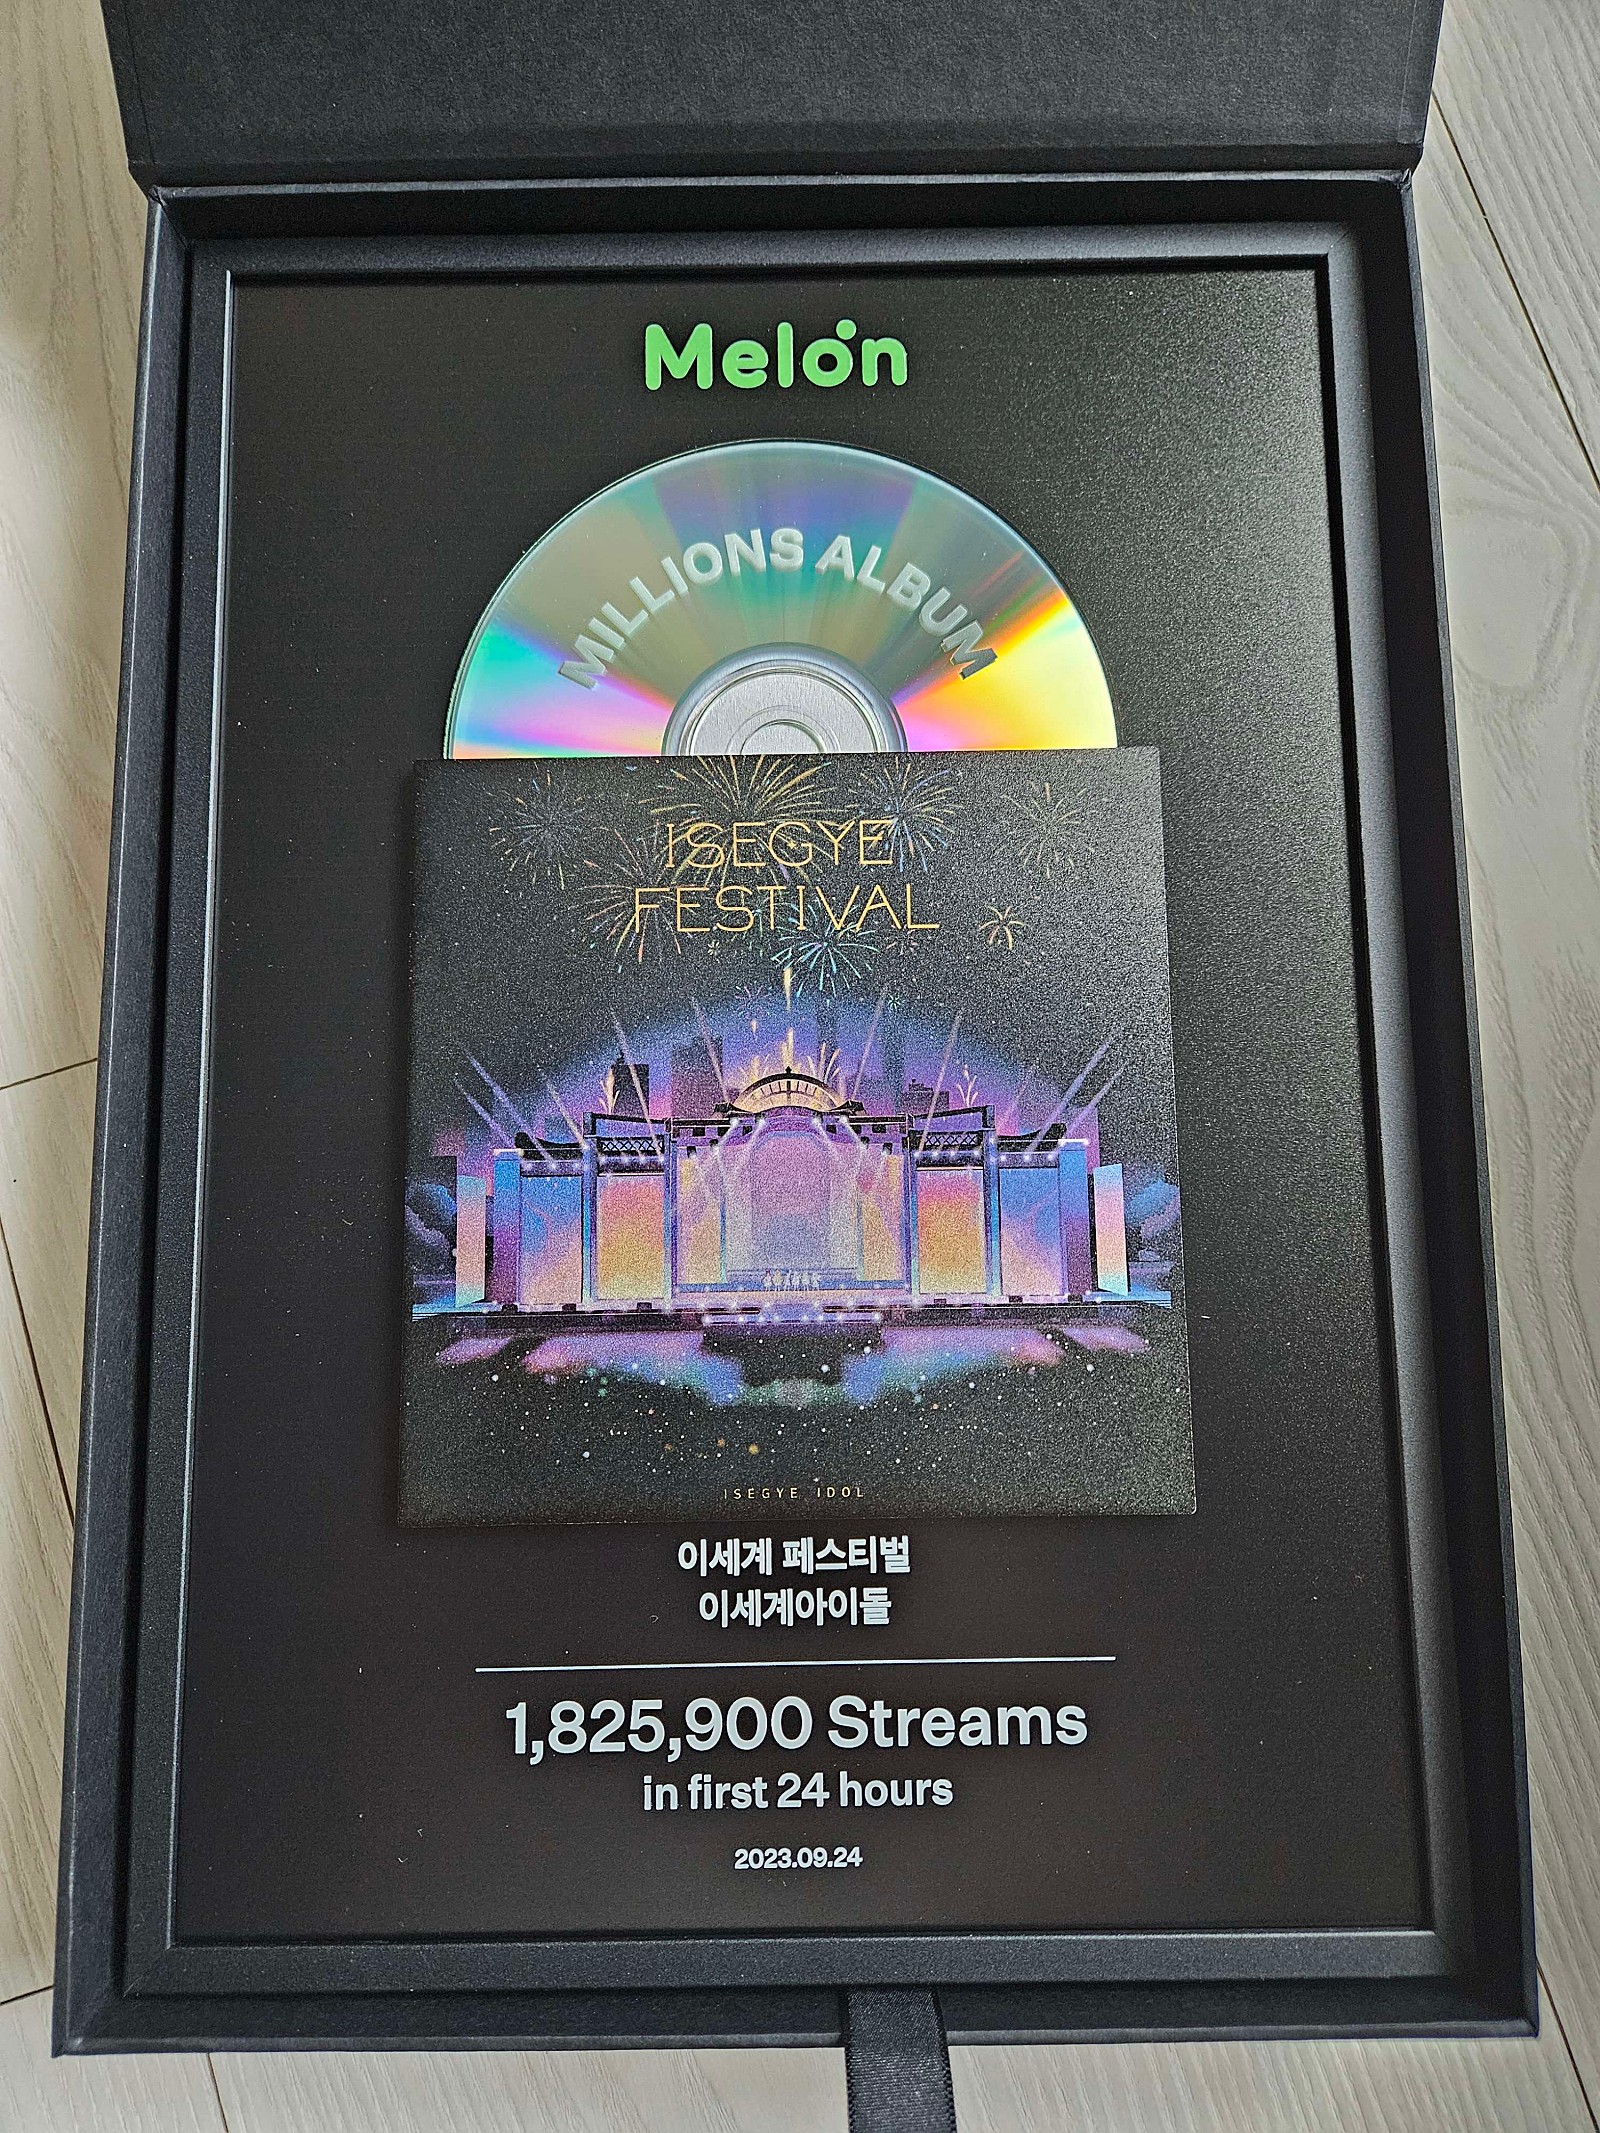 Melon
MILLIONS ALBUM
ISEGYE
FESTIVAL
ISEGYE IDOL
이세계 페스티벌
이세계아이돌
1,825,900 Streams
in first 24 hours
2023.09.24